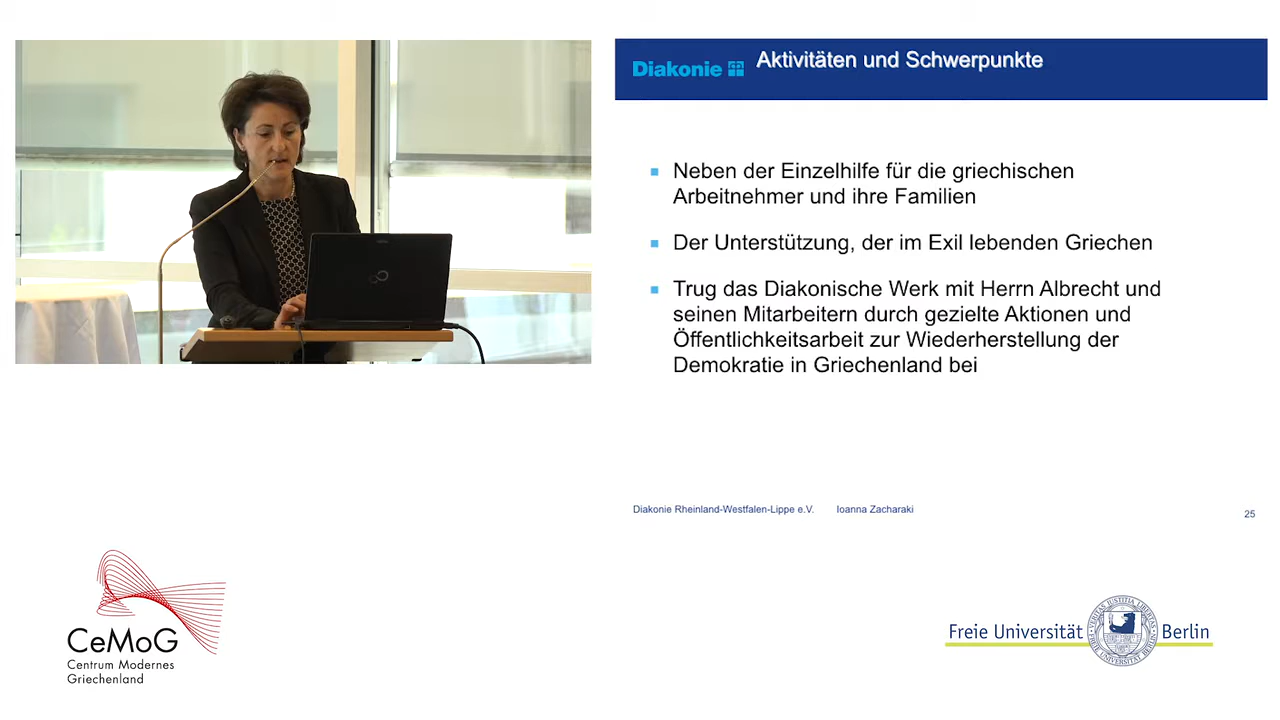 Diakonie
Aktivitäten und Schwerpunkte
Neben der Einzelhilfe für die griechischen
Arbeitnehmer und ihre Familien
Der Unterstützung, der im Exil lebenden Griechen
Trug das Diakonische Werk mit Herrn Albrecht und
seinen Mitarbeitern durch gezielte Aktionen und
Öffentlichkeitsarbeit zur Wiederherstellung der
Demokratie in Griechenland bei
Diakonie Rheinland-Westfalen-Lippe e.V. Ioanna Zacharaki
25
CeMoG
Centrum Modernes
Griechenland
Freie Universität Berlin